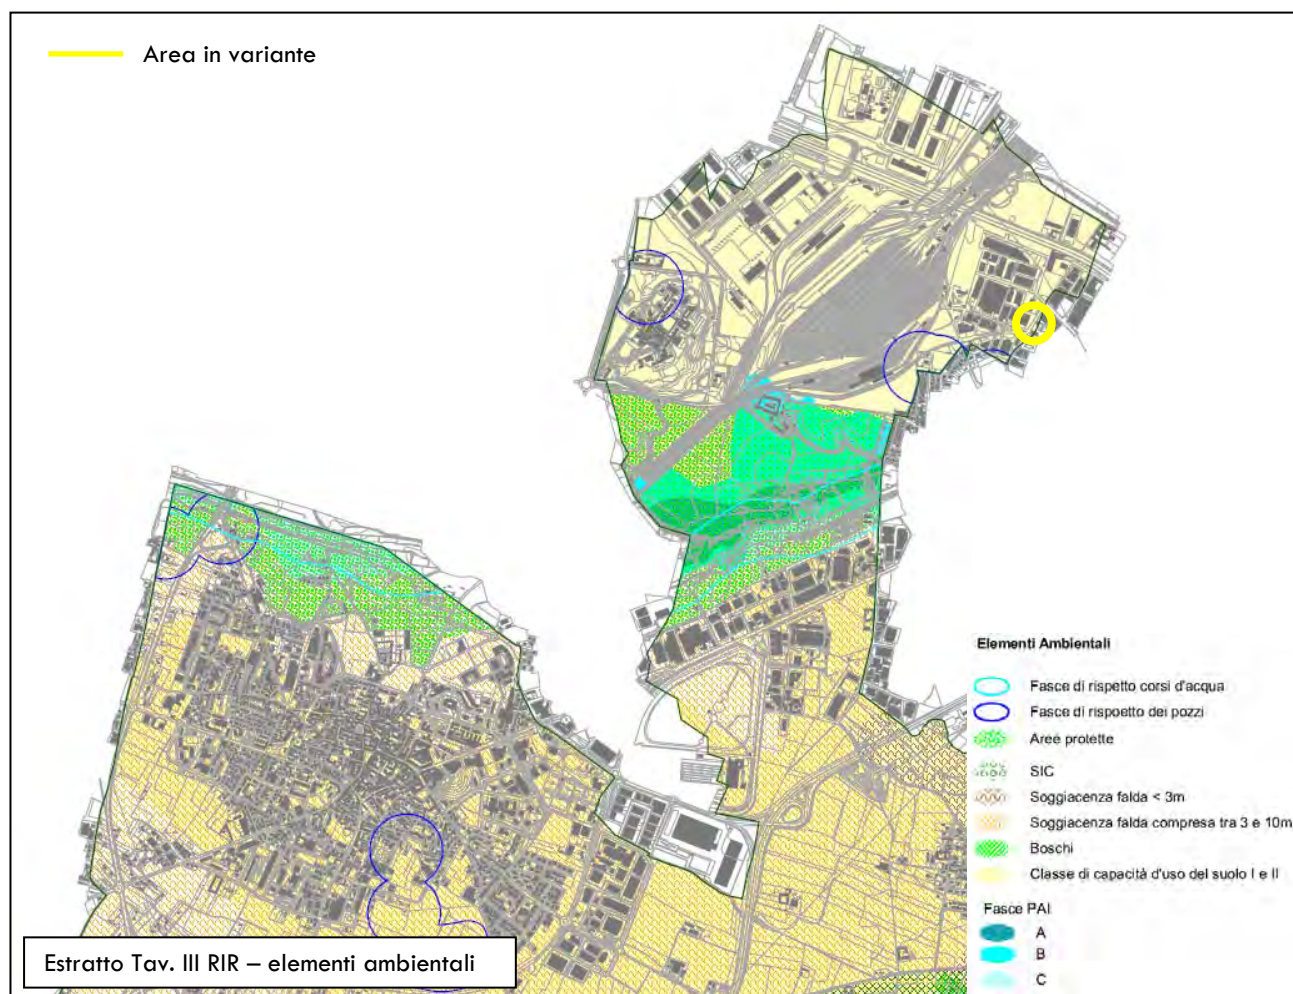 Area in variante
Elementi Ambientali
Fasce di rispetto corsi d'acqua
Fasce di rispoetto dei pozzi
Aree protette
SIC
Soggiacenza falda < 3m
Soggiacenza falda compresa tra 3 e 10m
Boschi
Classe di capacità d'uso del suolo I e II
Fasce PAI
A
B
C
Estratto Tav. III RIR – elementi ambientali